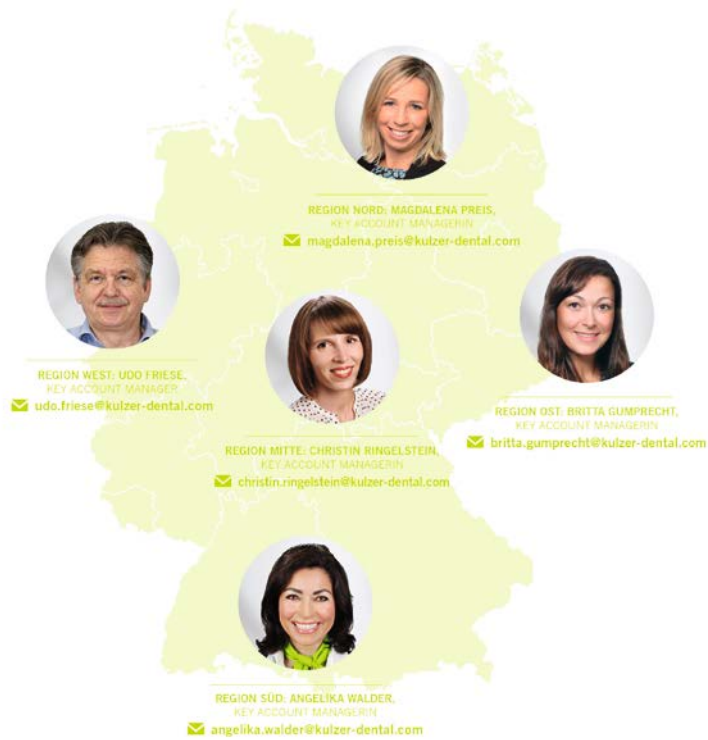 REGION NORD: MAGDALENA PREIS,
KEY ACCOUNT MANAGERIN
magdalena.preis@kulzer-dental.com
REGION WEST: UDO FRIESE,
KEY ACCOUNT MANAGER
udo.friese@kulzer-dental.com
REGION MITTE: CHRISTIN RINGELSTEIN,
KEY ACCOUNT MANAGERIN
christin.ringelstein@kulzer-dental.com
REGION OST: BRITTA GUMPRECHT,
KEY ACCOUNT MANAGERIN
britta.gumprecht@kulzer-dental.com
REGION SÜD: ANGELIKA WALDER,
KEY ACCOUNT MANAGERIN
angelika.walder@kulzer-dental.com